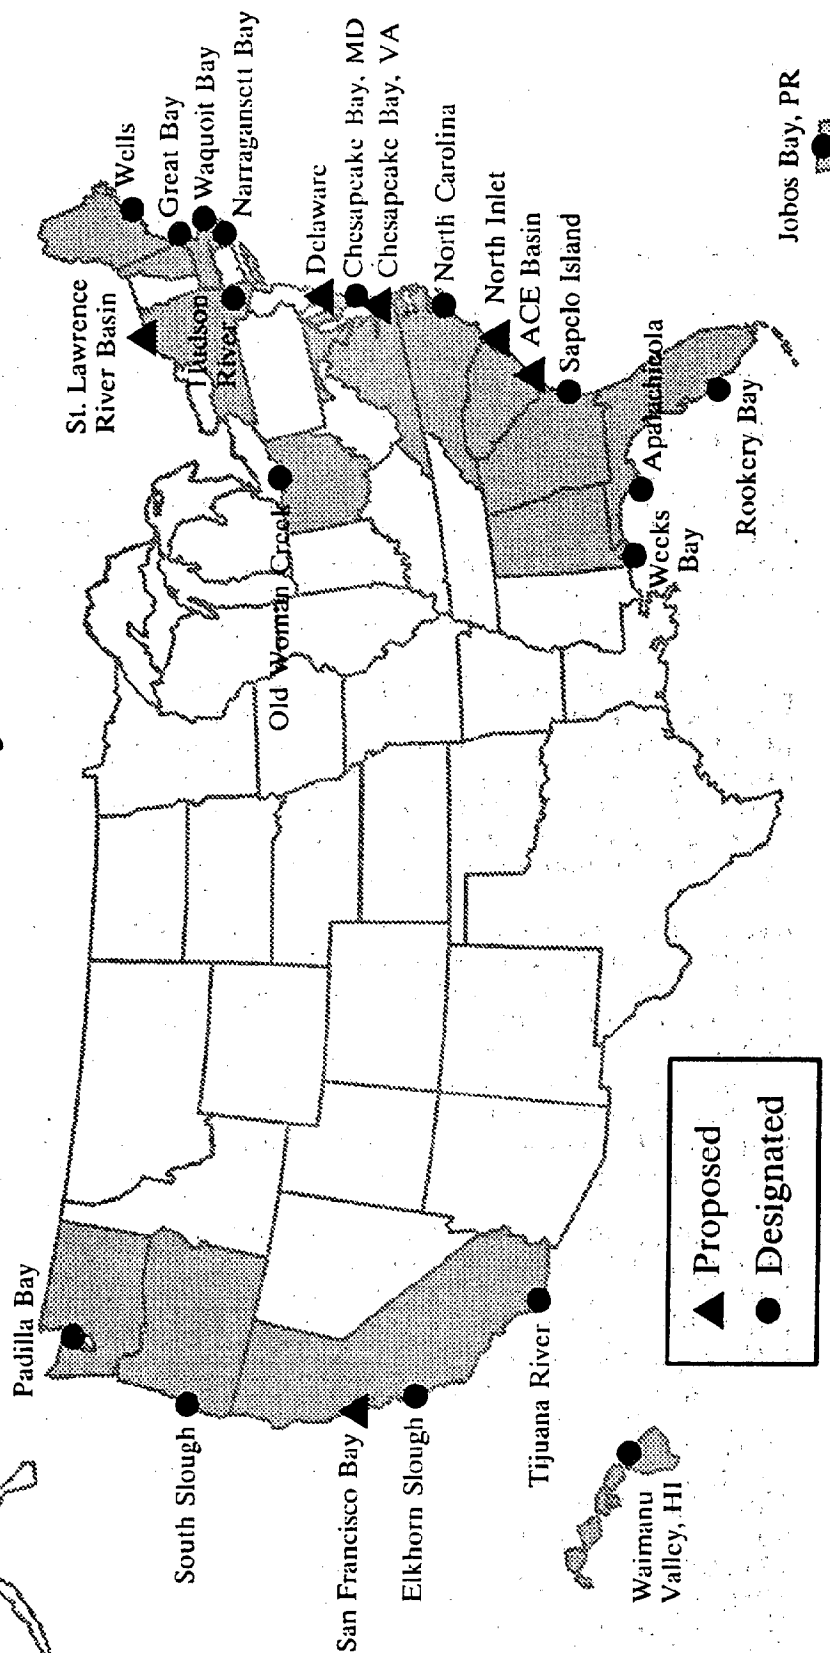 Padilla Bay
South Slough
San Francisco Bay
Elkhorn Slough
Tijuana River
Waimanu
Valley, HI
Proposed
Designated
Old Woman Creek
St. Lawrence
River Basin
Hudson
River
Wells
Great Bay
Waquoit Bay
Narragansett Bay
Delaware
Chesapeake Bay, MD
Chesapeake Bay, VA
North Carolina
North Inlet
ACE Basin
Sapelo Island
Apalachicola
Rookery Bay
Weeks
Bay
Jobos Bay, PR